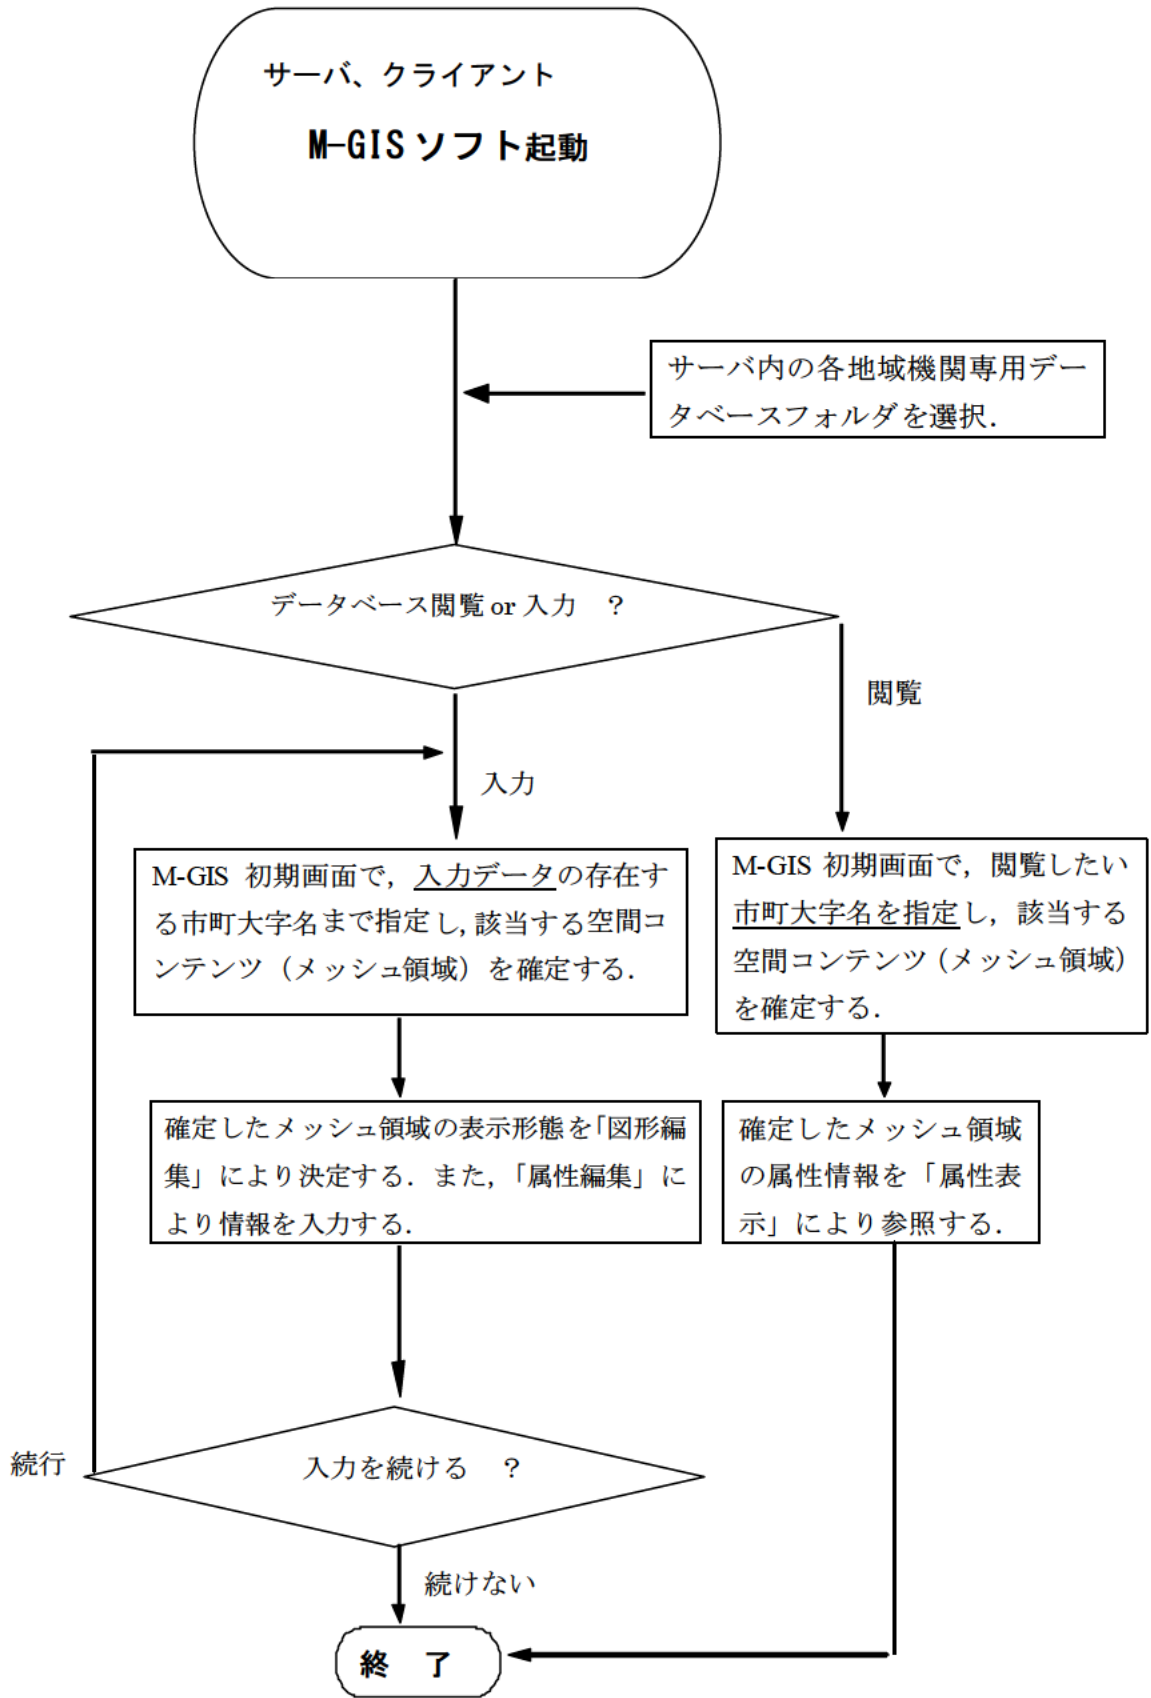 サーバ、クライアント
M-GIS ソフト起動
サーバ内の各地域機関専用デー
タベースフォルダを選択.
データベース閲覧 or 入力　?
閲覧
入力
M-GIS 初期画面で, 入力データの存在す
る市町大字名まで指定し, 該当する空間コ
ンテンツ（メッシュ領域）を確定する.
M-GIS 初期画面で, 閲覧したい
市町大字名を指定し, 該当する
空間コンテンツ（メッシュ領域）
を確定する.
確定したメッシュ領域の表示形態を「図形編
集」により決定する. また, 「属性編集」に
より情報を入力する.
確定したメッシュ領域
の属性情報を「属性表
示」により参照する.
続行
入力を続ける　?
続けない
終　了